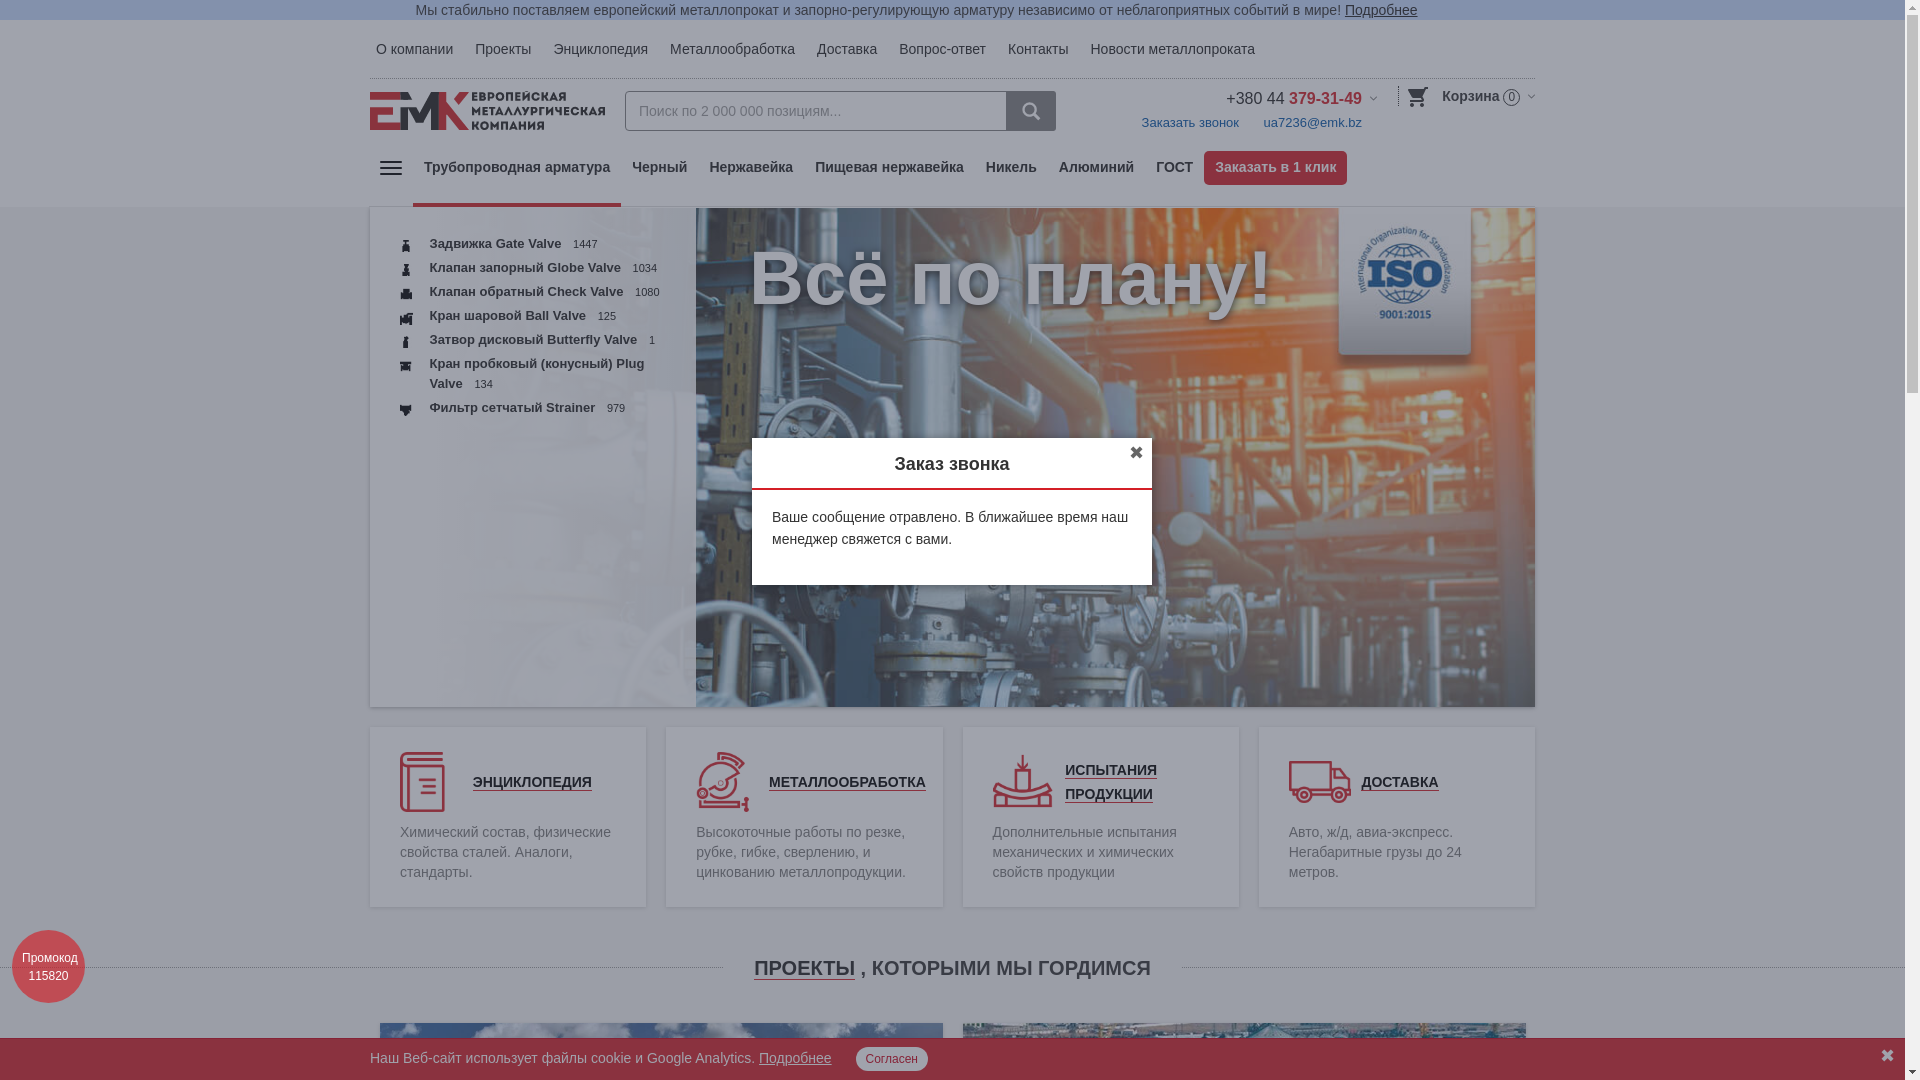 Мы стабильно поставляем европейский металлопрокат и запорно-регулирующую арматуру независимо от неблагоприятных событий в мире! Подробнее
О компании Проекты Энциклопедия Металлообработка Доставка Вопрос-ответ Контакты Новости металлопроката
ЕМК ЕВРОПЕЙСКАЯ
МЕТАЛЛУРГИЧЕСКАЯ
КОМПАНИЯ
Поиск по 2 000 000 позициям...
+380 44 379-31-49
Заказать звонок ua7236@emk.bz
Корзина 0
Трубопроводная арматура Черный Нержавейка Пищевая нержавейка Никель Алюминий ГОСТ Заказать в 1 клик
Задвижка Gate Valve 1447
Клапан запорный Globe Valve 1034
Клапан обратный Check Valve 1080
Кран шаровой Ball Valve 125
Затвор дисковый Butterfly Valve 1
Кран пробковый (конусный) Plug
Valve 134
Фильтр сетчатый Strainer 979
Всё по плану!
International Organization for Standardization
ISO
9001:2015
Заказ звонка
Ваше сообщение отравлено. В ближайшее время наш
менеджер свяжется с вами.
ЭНЦИКЛОПЕДИЯ
Химический состав, физические
свойства сталей. Аналоги,
стандарты.
МЕТАЛЛООБРАБОТКА
Высокоточные работы по резке,
рубке, гибке, сверлению, и
цинкованию металлопродукции.
ИСПЫТАНИЯ
ПРОДУКЦИИ
Дополнительные испытания
механических и химических
свойств продукции
ДОСТАВКА
Авто, ж/д, авиа-экспресс.
Негабаритные грузы до 24
метров.
Промокод
115820
ПРОЕКТЫ , КОТОРЫМИ МЫ ГОРДИМСЯ
Наш Веб-сайт использует файлы cookie и Google Analytics. Подробнее Согласен